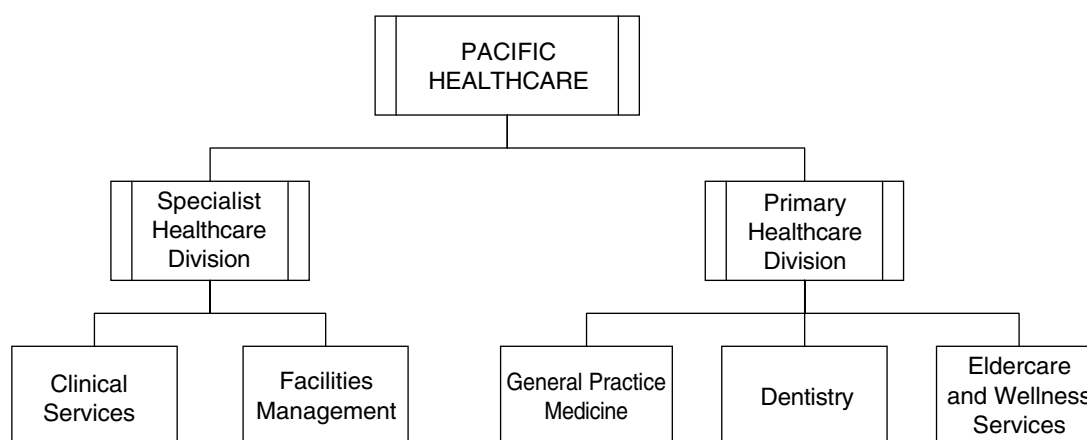 PACIFIC
HEALTHCARE
Specialist
Healthcare
Division
Primary
Healthcare
Division
Clinical
Services
Facilities
Management
General Practice
Medicine
Dentistry
Eldercare
and Wellness
Services